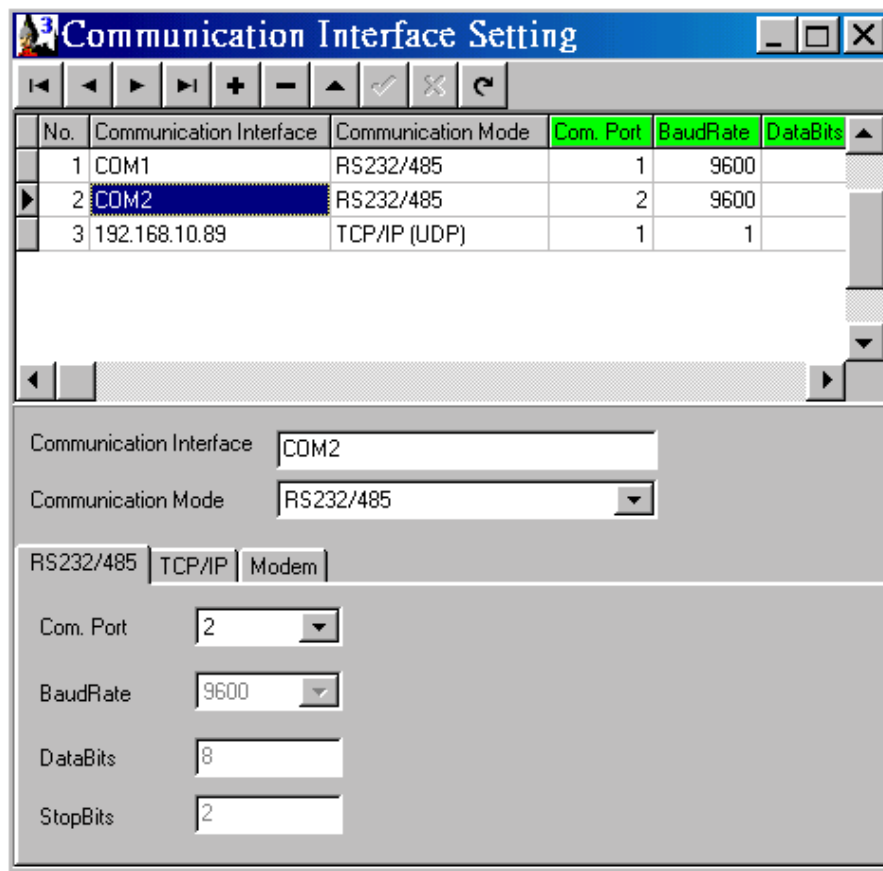 Communication Interface Setting
No. Communication Interface Communication Mode Com. Port BaudRate DataBits
1 COM1 RS232/485 1 9600
2 COM2 RS232/485 2 9600
3 192.168.10.89 TCP/IP (UDP) 1 1
Communication Interface COM2
Communication Mode RS232/485
RS232/485 TCP/IP Modem
Com. Port 2
BaudRate 9600
DataBits 8
StopBits 2